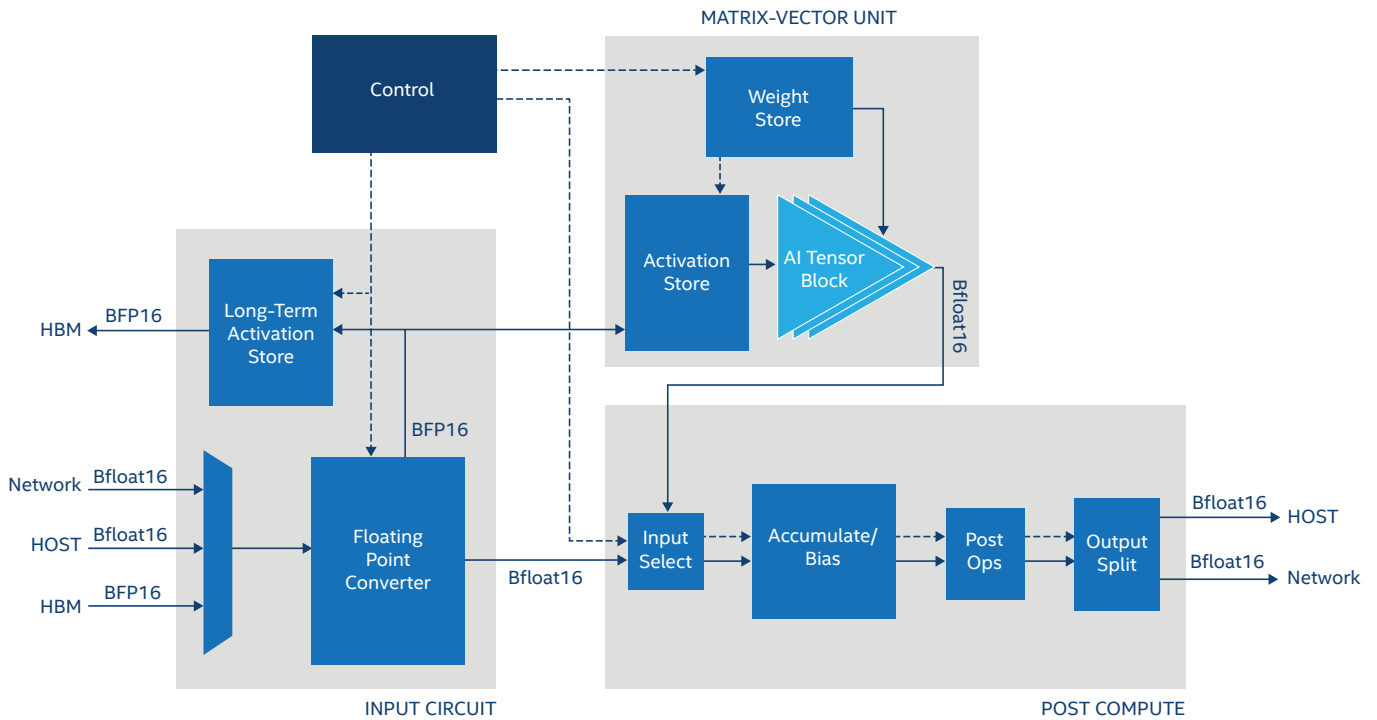 MATRIX-VECTOR UNIT
Control
Weight
Store
Activation
Store
AI Tensor
Block
Bfloat16
Long-Term
Activation
Store
HBM
BFP16
BFP16
Network
Bfloat16
HOST
Bfloat16
HBM
BFP16
Floating
Point
Converter
Bfloat16
Input
Select
Accumulate/
Bias
Post
Ops
Output
Split
Bfloat16
HOST
Bfloat16
Network
INPUT CIRCUIT
POST COMPUTE